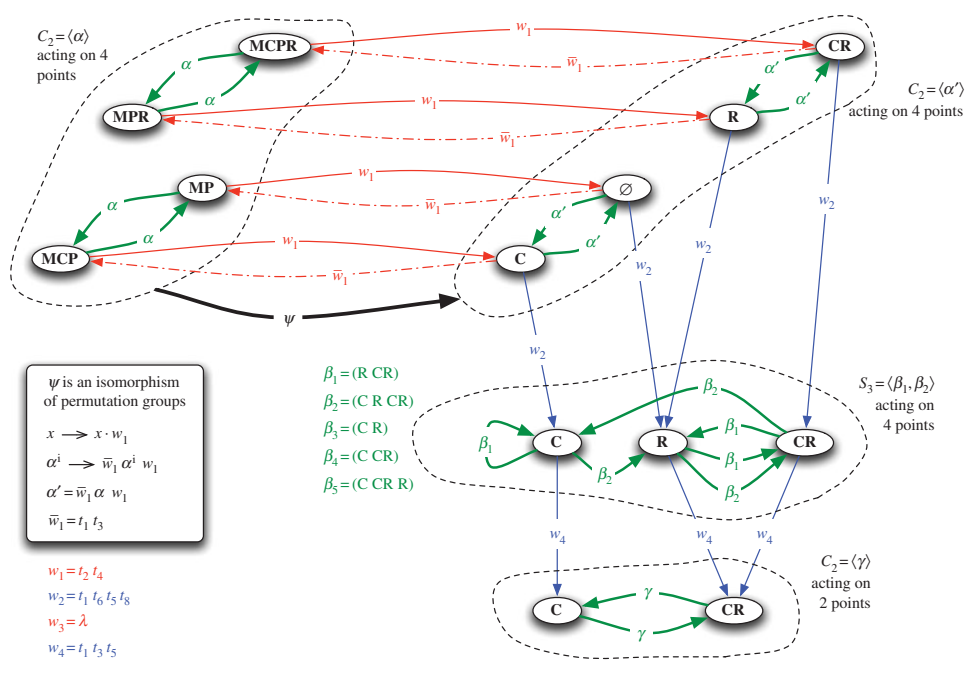 C₂ = ⟨α⟩
acting on 4
points
MCPR
w₁
CR
α
w̄₁
α′
C₂ = ⟨α′⟩
acting on 4 points
α
α′
MPR
w₁
R
w̄₁
MP
w₁
∅
w₂
α
w̄₁
α′
α
α′
w₂
MCP
w₁
C
w₂
w̄₁
ψ
w₂
ψ is an isomorphism
of permutation groups
x → x · w₁
αⁱ → w̄₁ αⁱ w₁
α′ = w̄₁ α w₁
w̄₁ = t₁ t₃
β₁ = (R CR)
β₂ = (C R CR)
β₃ = (C R)
β₄ = (C CR)
β₅ = (C CR R)
S₃ = ⟨β₁, β₂⟩
acting on
4 points
β₂
β₁
C
R
β₁
CR
β₁
β₂
β₂
w₄
w₄
w₄
C₂ = ⟨γ⟩
acting on
2 points
C
γ
CR
γ
w₁ = t₂ t₄
w₂ = t₁ t₆ t₅ t₈
w₃ = λ
w₄ = t₁ t₃ t₅